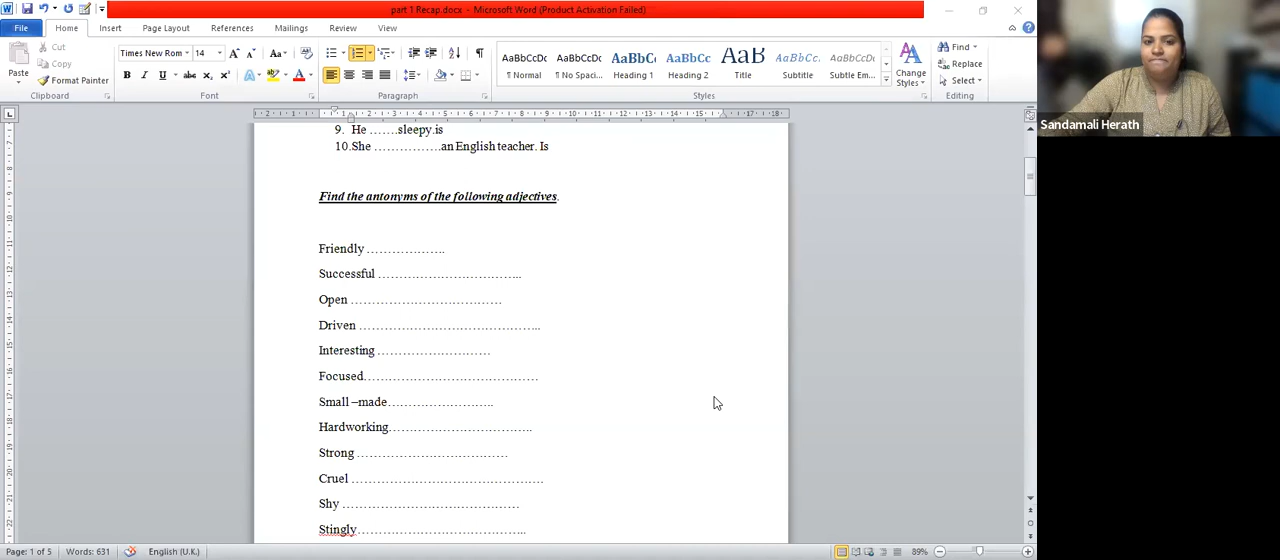 part 1 Recap.docx - Microsoft Word (Product Activation Failed)
File Home Insert Page Layout References Mailings Review View
Paste
Cut
Copy
Format Painter
Clipboard
Times New Rom 14
Font
Paragraph
AaBbCcDc AaBbCcDc AaBbC AaBbCc AaB AaBbCc. AaBbCcDc
¶ Normal ¶ No Spaci... Heading 1 Heading 2 Title Subtitle Subtle Em...
Styles
Change
Styles
Find
Replace
Select
Editing
Sandamali Herath
9. He …….sleepy.is
10.She …………….an English teacher. Is
Find the antonyms of the following adjectives.
Friendly ……………….
Successful ……………………………..
Open ………………………………
Driven ……………………………………..
Interesting ………………………
Focused……………………………………
Small –made……………………..
Hardworking……………………………..
Strong ………………………………
Cruel ………………………………………
Shy ……………………………………
Stingly…………………………………..
Page: 1 of 5 Words: 631 English (U.K.) 89%